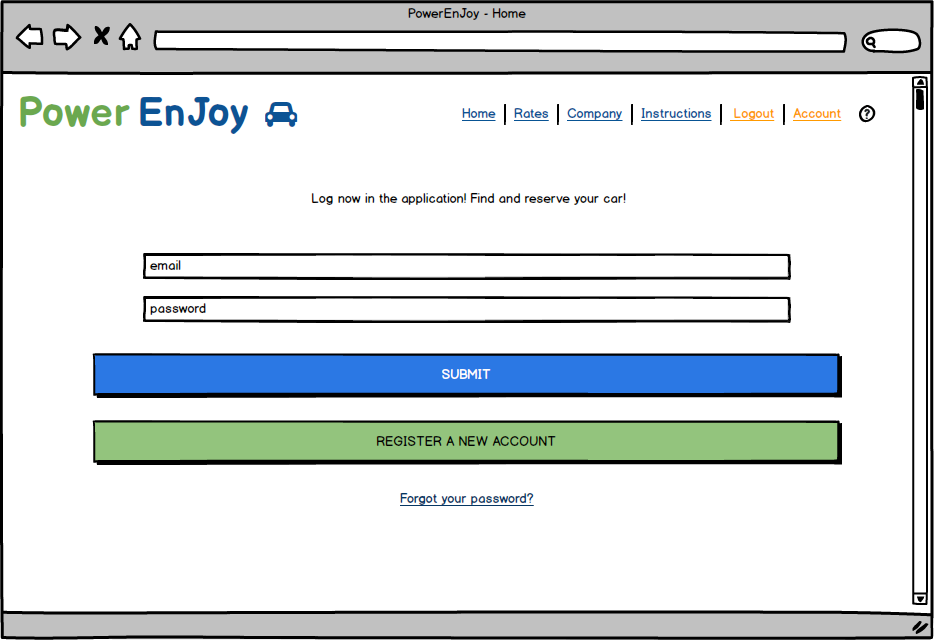 PowerEnJoy - Home
Power EnJoy
Home Rates Company Instructions Logout Account ?
Log now in the application! Find and reserve your car!
email
password
SUBMIT
REGISTER A NEW ACCOUNT
Forgot your password?